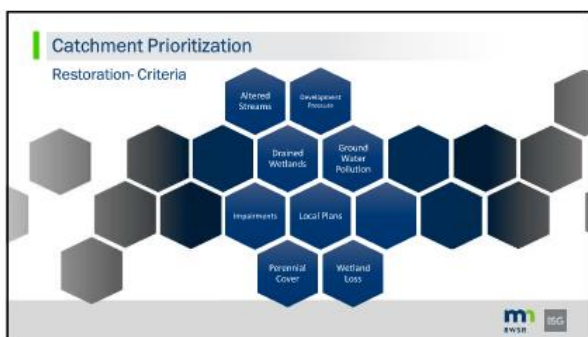 Catchment Prioritization
Restoration- Criteria
Altered
Streams
Development
Pressure
Drained
Wetlands
Ground
Water
Pollution
Impairments
Local Plans
Perennial
Cover
Wetland
Loss
mn
BWSR
ISG